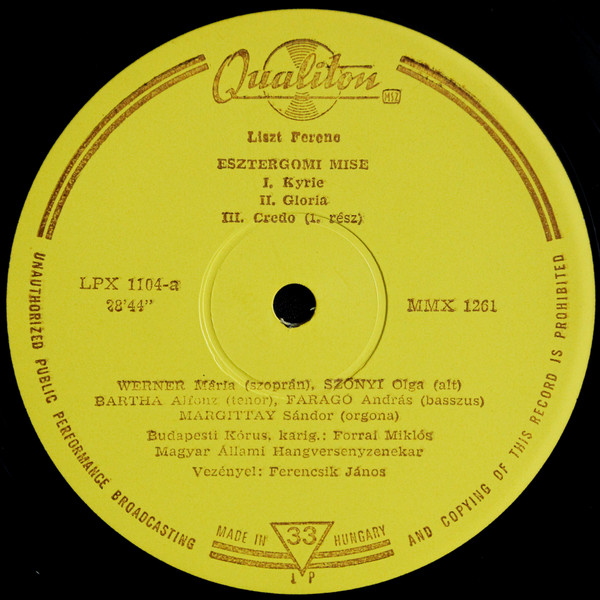 Qualiton
MSZ
Liszt Ferenc
ESZTERGOMI MISE
I. Kyrie
II. Gloria
III. Credo (1. rész)
LPX 1104-a
28'44"
MMX 1261
WERNER Mária (szoprán), SZŐNYI Olga (alt)
BARTHA Alfonz (tenor), FARAGÓ András (basszus)
MARGITTAY Sándor (orgona)
Budapesti Kórus, karig.: Forrai Miklós
Magyar Állami Hangversenyzenekar
Vezényel: Ferencsik János
UNAUTHORIZED PUBLIC PERFORMANCE BROADCASTING AND COPYING OF THIS RECORD IS PROHIBITED
MADE IN HUNGARY
33
LP